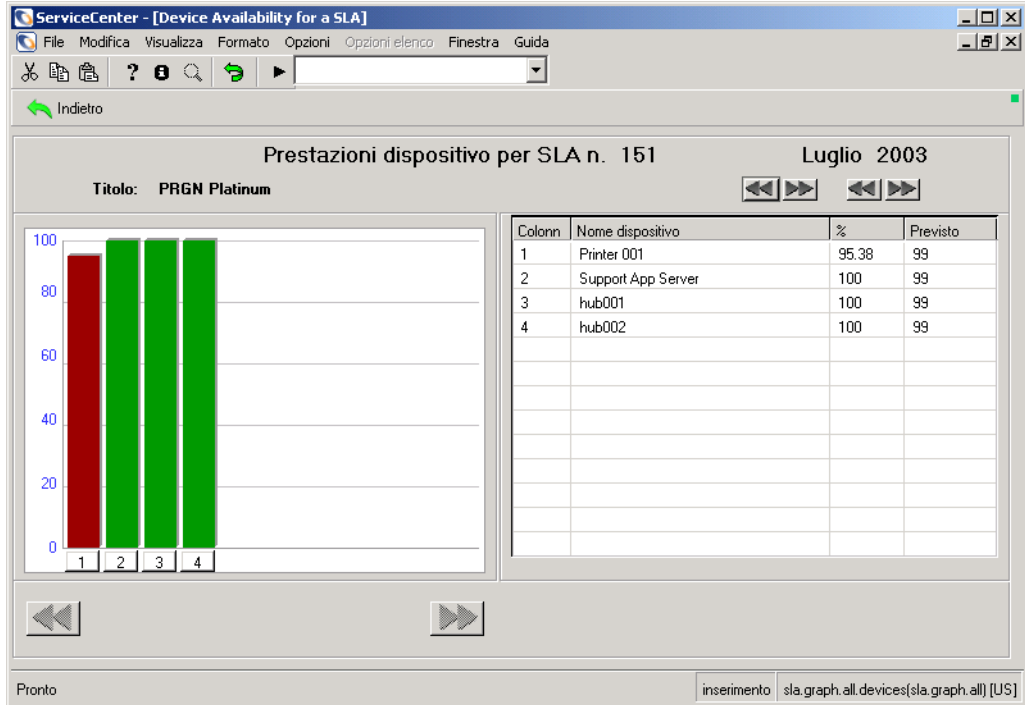 ServiceCenter - [Device Availability for a SLA]
File Modifica Visualizza Formato Opzioni Opzioni elenco Finestra Guida
Indietro
Prestazioni dispositivo per SLA n. 151 Luglio 2003
Titolo: PRGN Platinum
100
80
60
40
20
0
1 2 3 4
Colonn Nome dispositivo % Previsto
1 Printer 001 95.38 99
2 Support App Server 100 99
3 hub001 100 99
4 hub002 100 99
Pronto inserimento sla.graph.all.devices(sla.graph.all) [US]